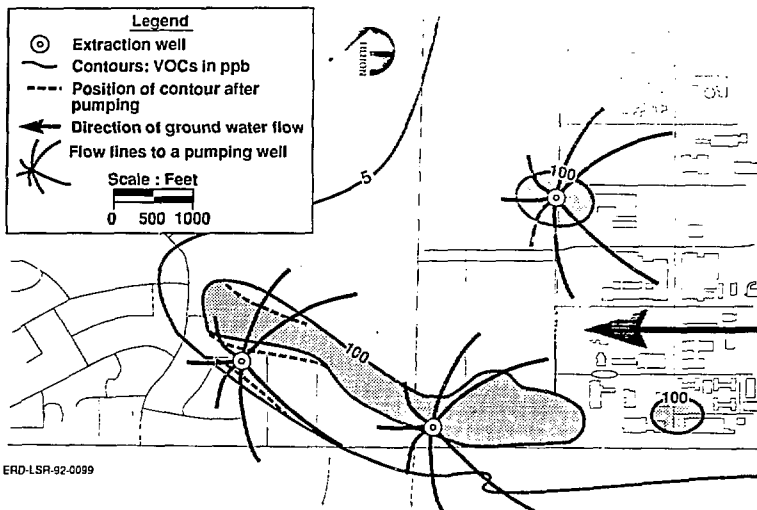 Legend
Extraction well
Contours: VOCs in ppb
Position of contour after
pumping
Direction of ground water flow
Flow lines to a pumping well
Scale : Feet
0 500 1000
5
100
100
100
ERD-LSR-92-0099